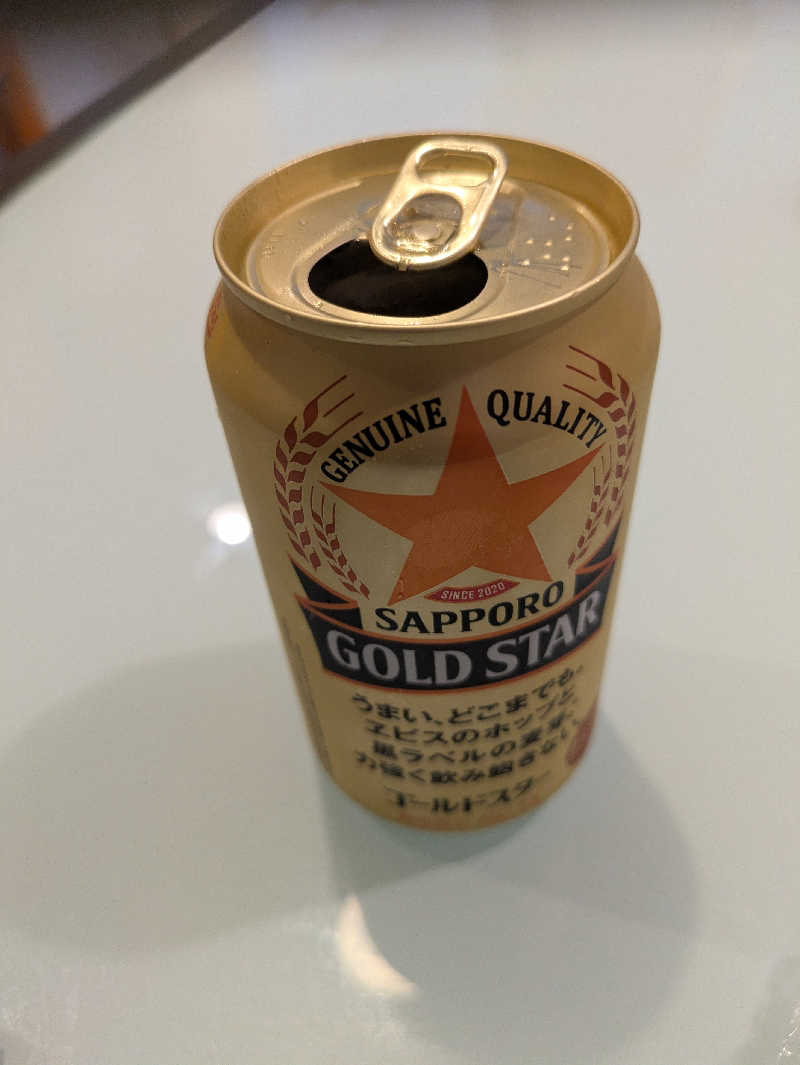 GENUINE QUALITY
SINCE 2020
SAPPORO
GOLD STAR
うまい、どこまでも。
ヱビスのホップと、
黒ラベルの麦芽。
力強く飲み飽きない、
ゴールドスター